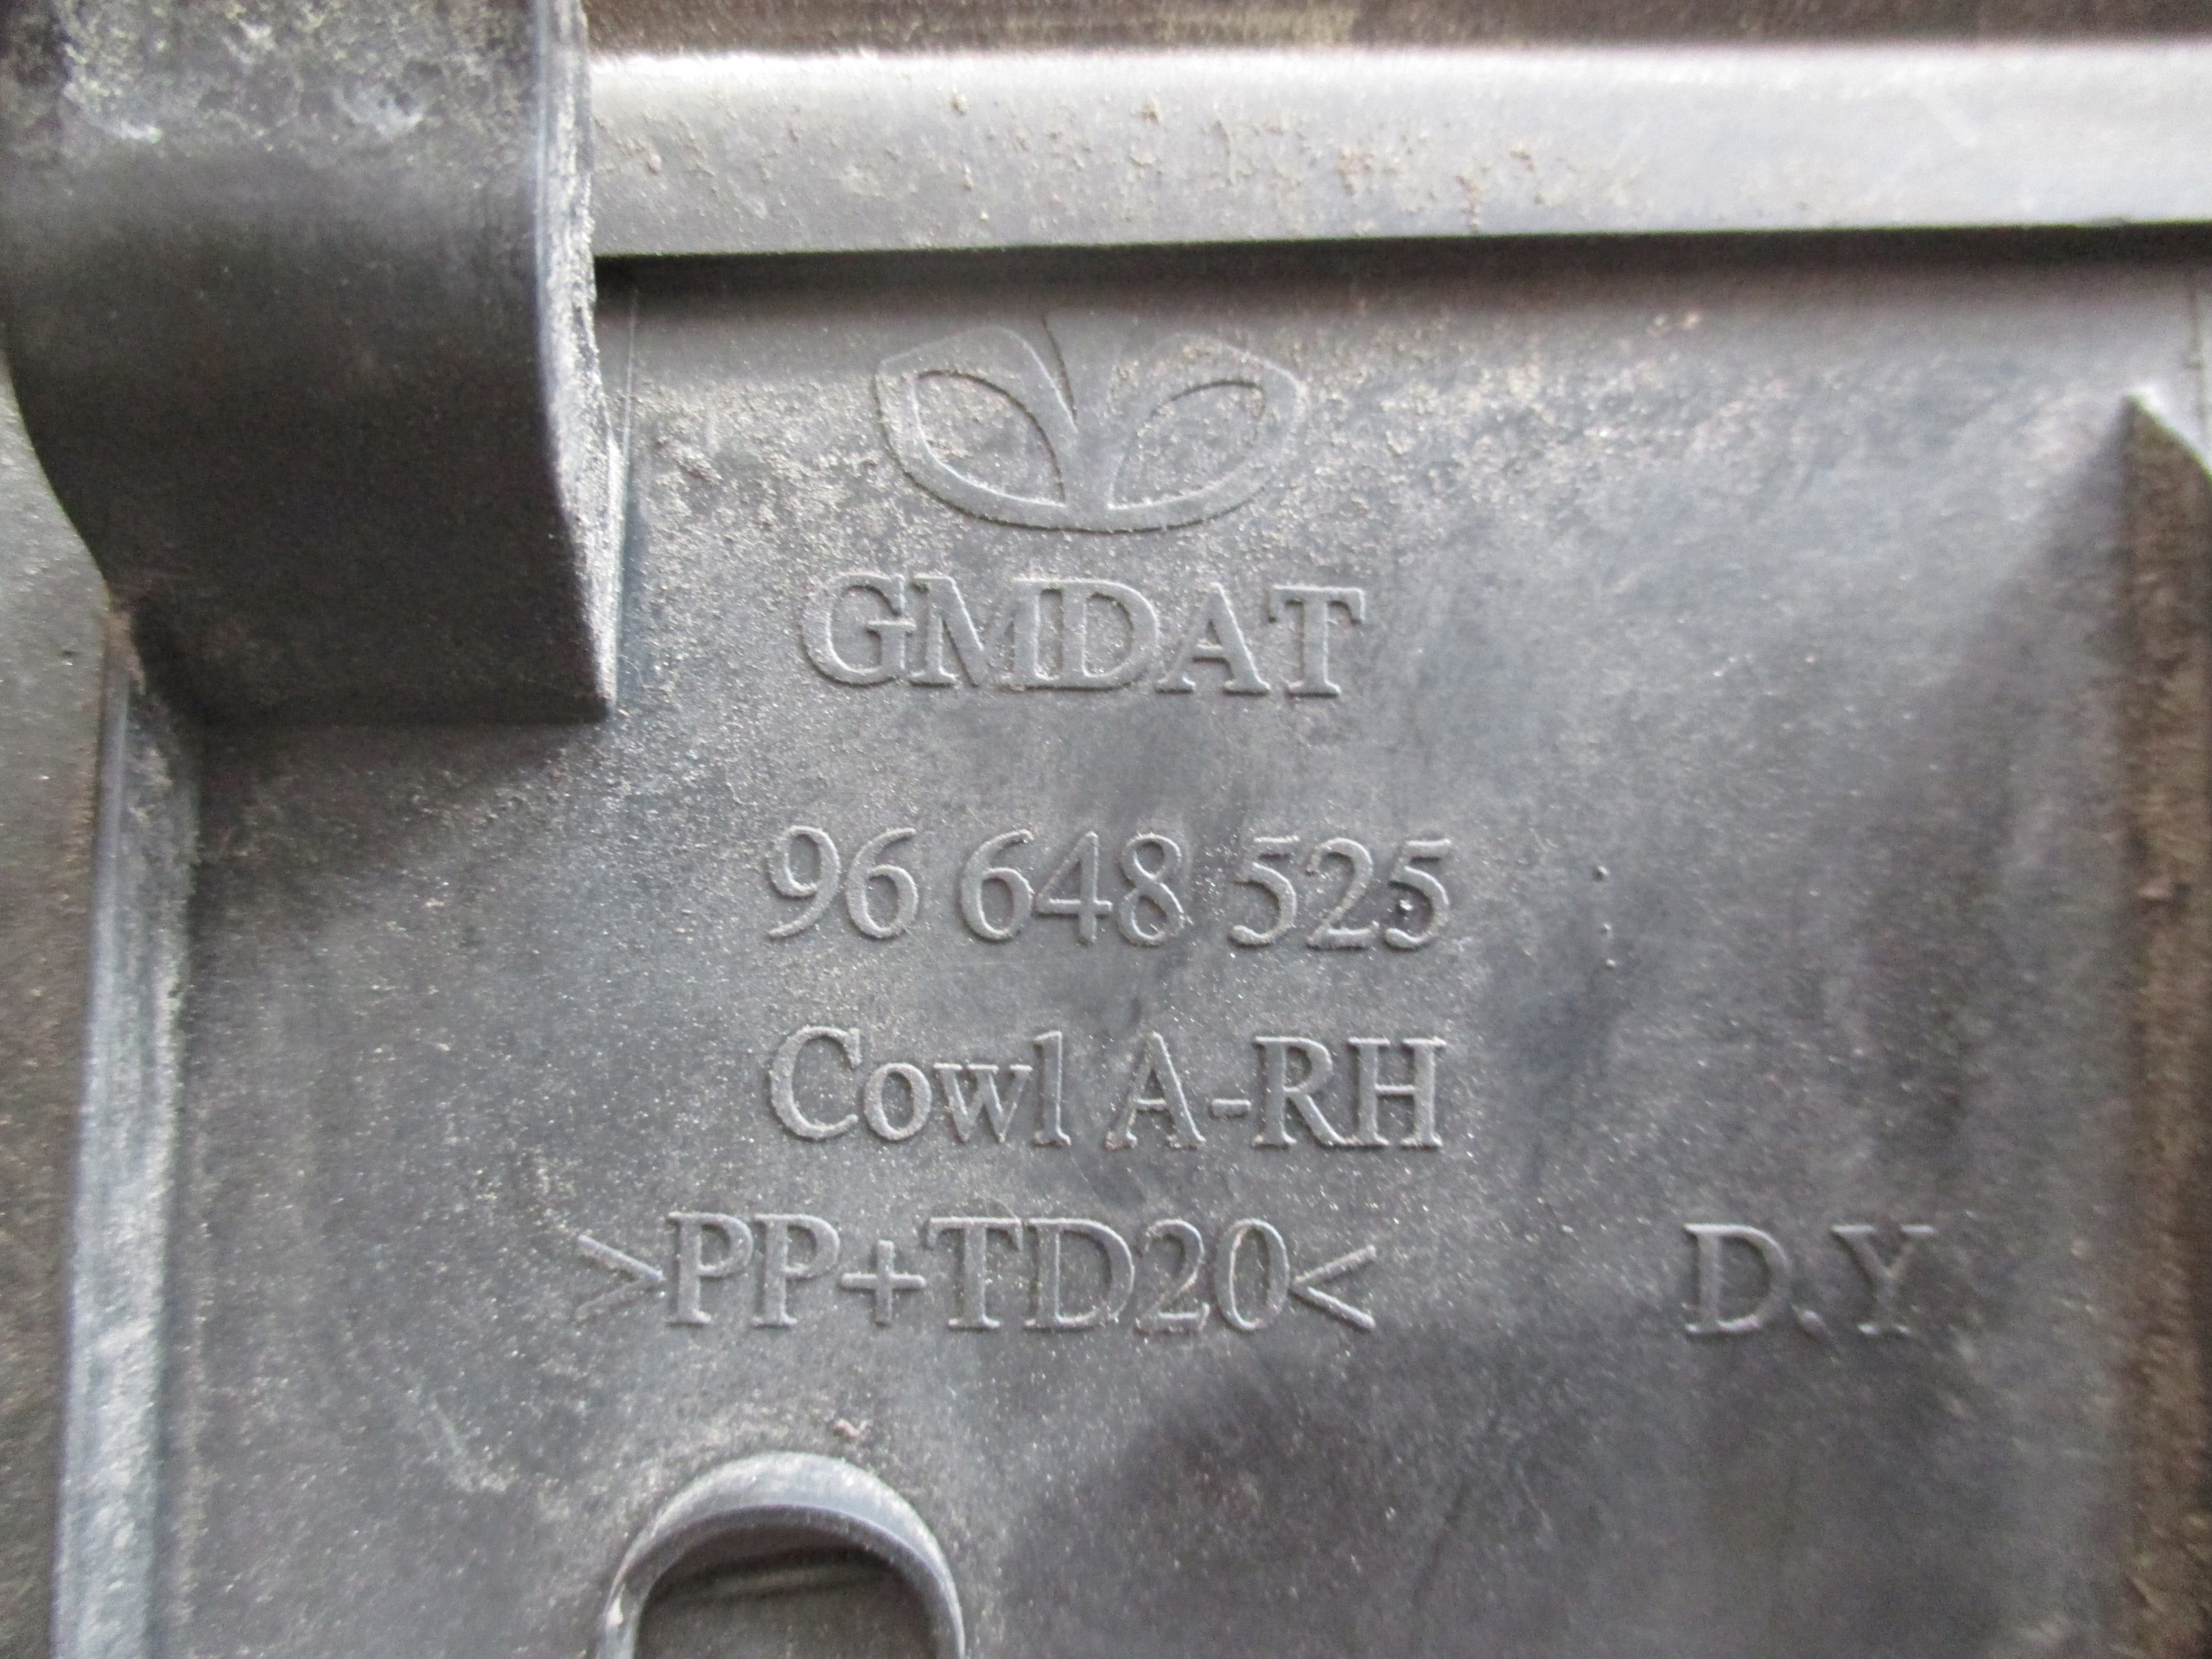 GMDAT
96 648 525
Cowl A-RH
>PP+TD20< D.Y